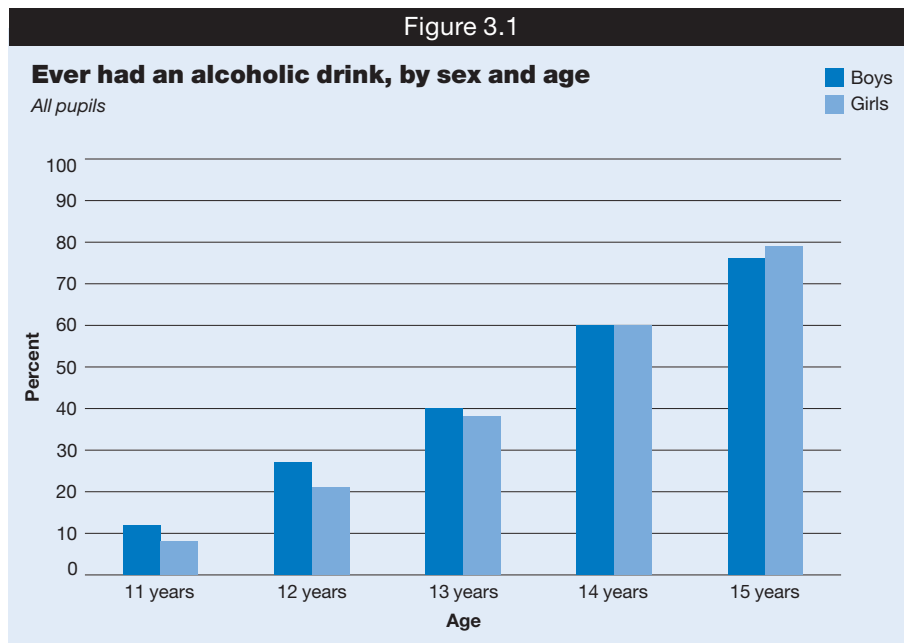 Figure 3.1
Ever had an alcoholic drink, by sex and age
All pupils
Boys
Girls
Percent
100
90
80
70
60
50
40
30
20
10
0
11 years
12 years
13 years
14 years
15 years
Age